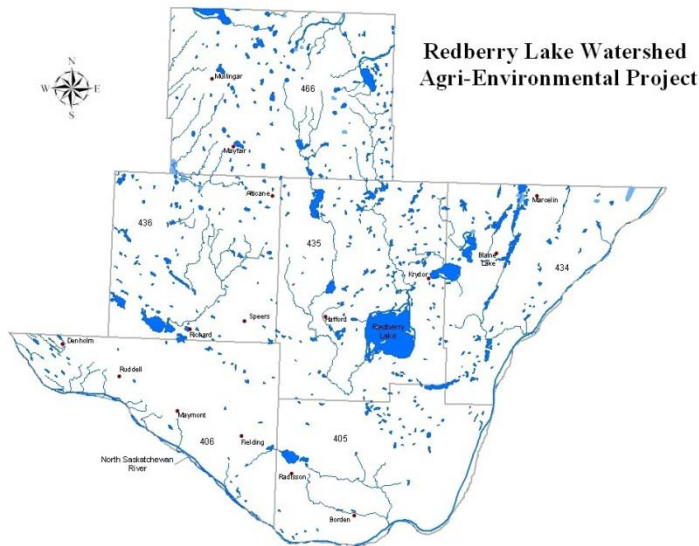 Redberry Lake Watershed
Agri-Environmental Project
N
W E
S
Mullingar
466
Mayfair
Alticane
Marcelin
436
435
Blaine
Lake
434
Krydor
Speers
Hafford
Redberry
Lake
Richard
Denholm
Ruddell
Maymont
406
Fielding
405
North Saskatchewan
River
Radisson
Borden